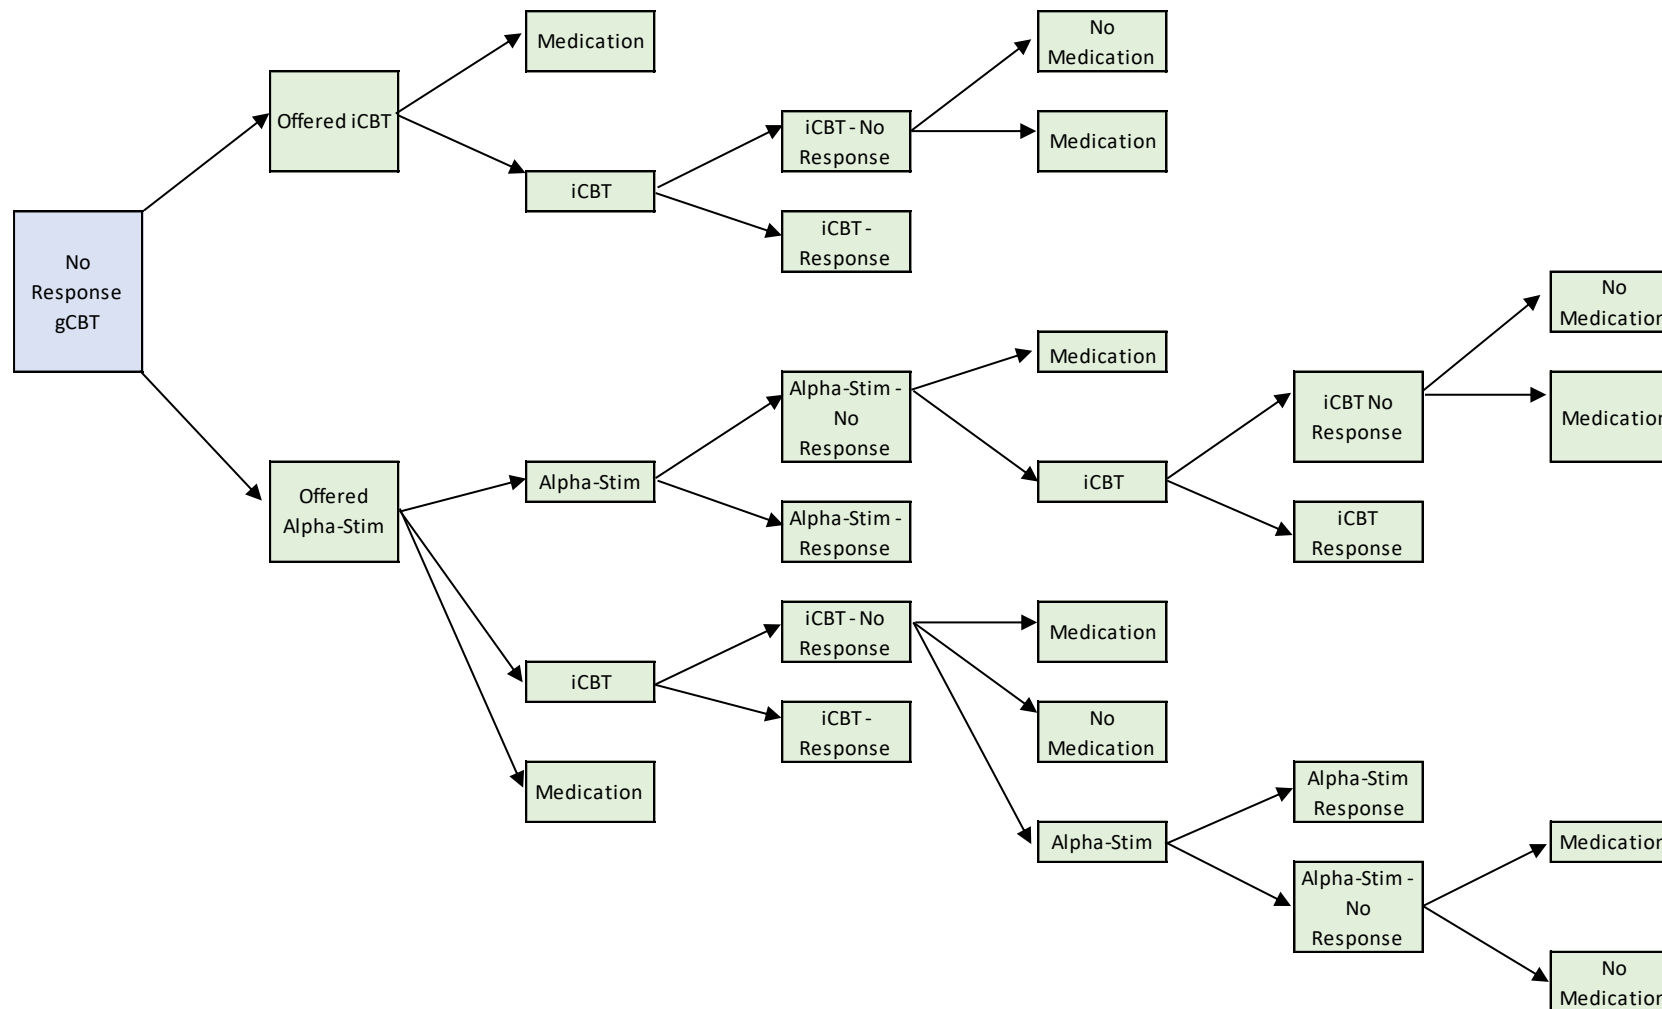 No
Response
gCBT
Offered iCBT
Offered
Alpha-Stim
Medication
iCBT
Alpha-Stim
iCBT
Medication
iCBT - No
Response
iCBT -
Response
Alpha-Stim -
No
Response
Alpha-Stim -
Response
iCBT - No
Response
iCBT -
Response
No
Medication
Medication
Medication
iCBT
Medication
No
Medication
Alpha-Stim
iCBT No
Response
iCBT
Response
Alpha-Stim
Response
Alpha-Stim -
No
Response
No
Medication
Medication
Medication
No
Medication